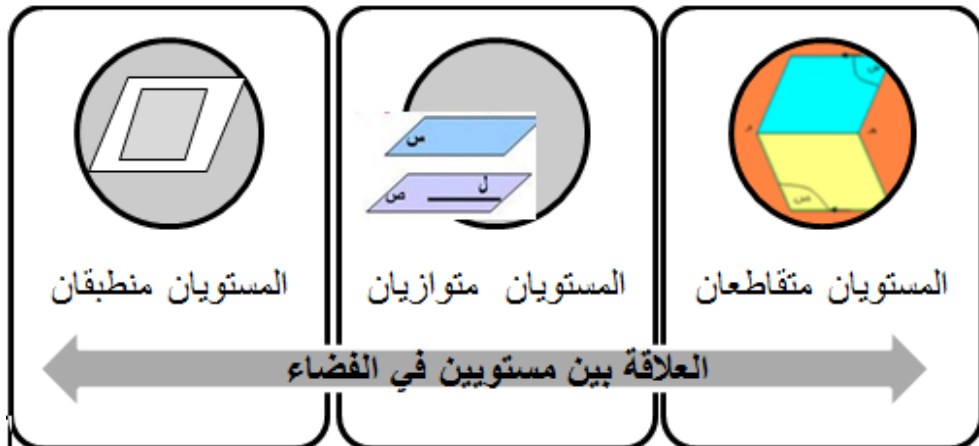 س
ل
ص
المستويان متقاطعان
المستويان متوازيان
المستويان منطبقان
العلاقة بين مستويين في الفضاء